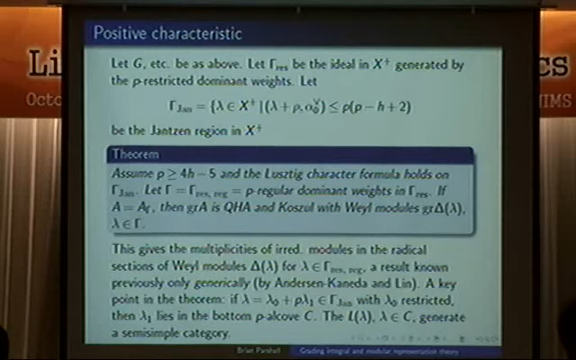 Li
cs
Octo
IMS
Positive characteristic
Let G, etc. be as above. Let Γres be the ideal in X⁺ generated by
the p-restricted dominant weights. Let
ΓJan = {λ ∈ X⁺ | (λ + ρ, α₀^∨) ≤ p(p − h + 2)}
be the Jantzen region in X⁺
Theorem
Assume p ≥ 4h − 5 and the Lusztig character formula holds on
ΓJan. Let Γ = Γres,reg = p-regular dominant weights in Γres. If
A = AΓ, then grA is QHA and Koszul with Weyl modules grΔ(λ),
λ ∈ Γ.
This gives the multiplicities of irred. modules in the radical
sections of Weyl modules Δ(λ) for λ ∈ Γres,reg, a result known
previously only generically (by Andersen-Kaneda and Lin). A key
point in the theorem: if λ = λ₀ + pλ₁ ∈ ΓJan with λ₀ restricted,
then λ₁ lies in the bottom p-alcove C. The L(λ), λ ∈ C, generate
a semisimple category.
Brian Parshall Grading integral and modular representation theory